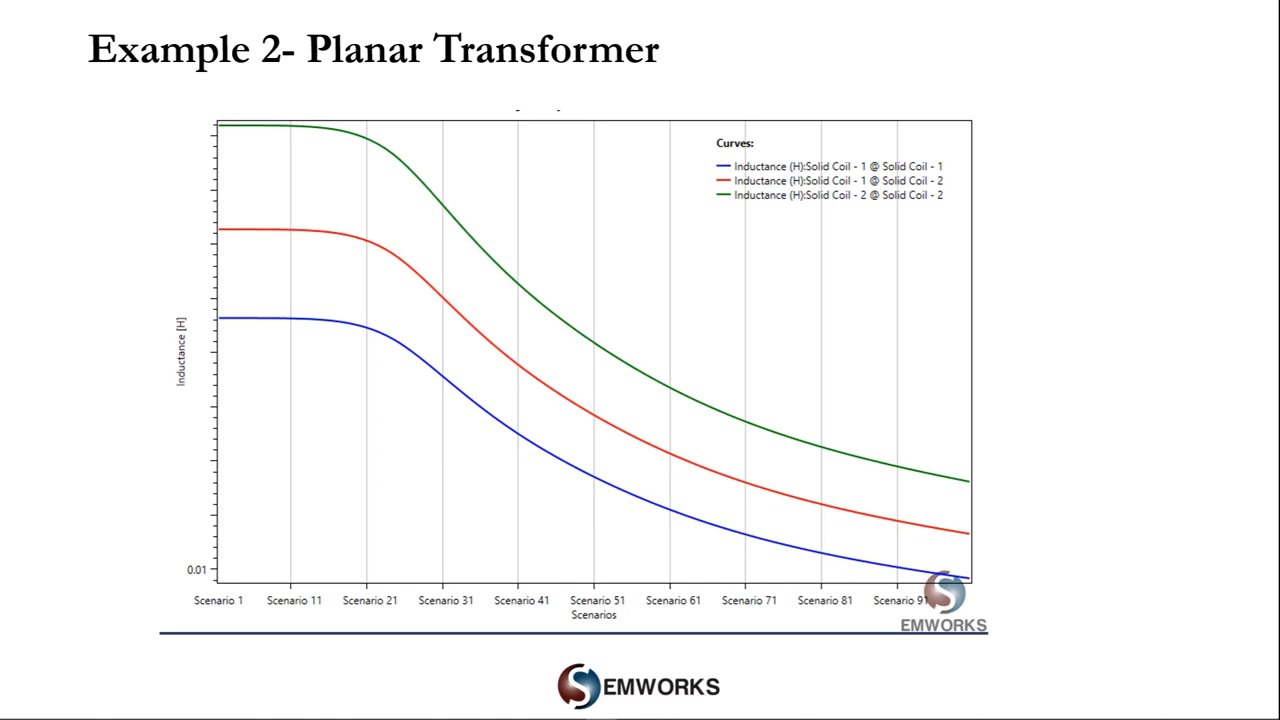 Example 2- Planar Transformer
Curves:
Inductance (H):Solid Coil - 1 @ Solid Coil - 1
Inductance (H):Solid Coil - 1 @ Solid Coil - 2
Inductance (H):Solid Coil - 2 @ Solid Coil - 2
Inductance [H]
0.01
Scenario 1 Scenario 11 Scenario 21 Scenario 31 Scenario 41 Scenario 51 Scenario 61 Scenario 71 Scenario 81 Scenario 91
Scenarios
EMWORKS
EMWORKS